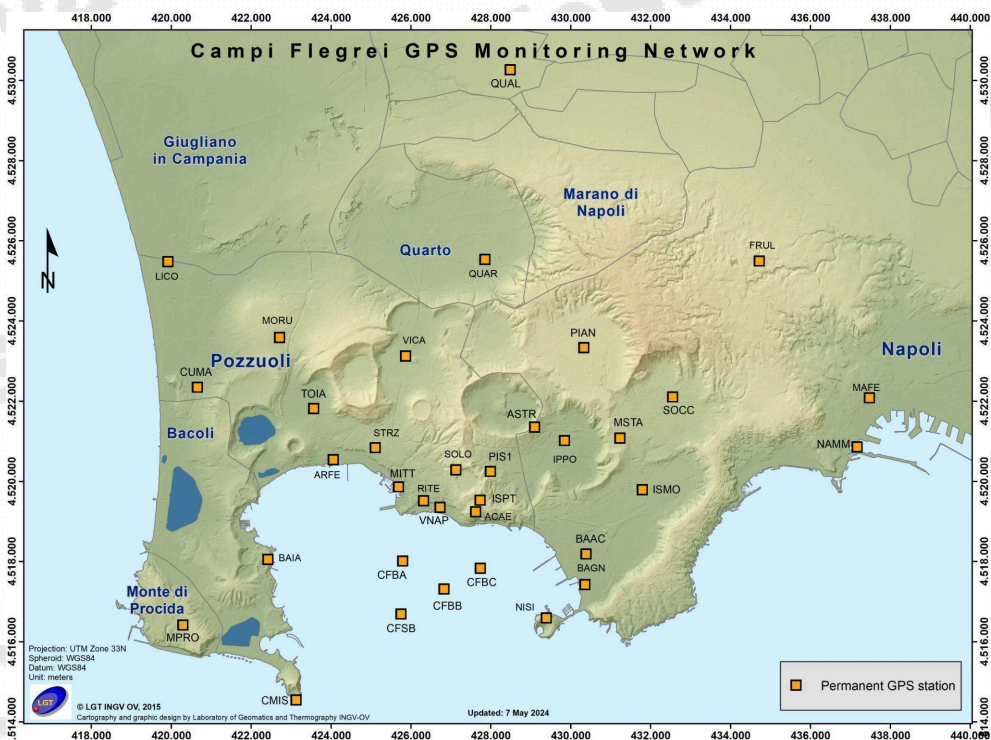 418.000 420.000 422.000 424.000 426.000 428.000 430.000 432.000 434.000 436.000 438.000 440.000
Campi Flegrei GPS Monitoring Network
4.530.000
4.530.000
QUAL
Giugliano
in Campania
4.528.000
4.528.000
Marano di
Napoli
4.526.000
4.526.000
Quarto
FRUL
N
LICO
QUAR
4.524.000
4.524.000
MORU
PIAN
VICA
Napoli
Pozzuoli
CUMA
MAFE
4.522.000
4.522.000
TOIA
SOCC
ASTR
MSTA
Bacoli
STRZ
NAMM
SOLO
PIS1
IPPO
4.520.000
4.520.000
ARFE
MITT
RITE
ISPT
ISMO
VNAP
ACAE
BAAC
4.518.000
4.518.000
BAIA
CFBA
CFBC
BAGN
Monte di
Procida
CFBB
NISI
CFSB
MPRO
4.516.000
4.516.000
Projection: UTM Zone 33N
Spheroid: WGS84
Datum: WGS84
Unit: meters
Permanent GPS station
LGT
CMIS
© LGT INGV OV, 2015
Cartography and graphic design by Laboratory of Geomatics and Thermography INGV-OV
Updated: 7 May 2024
4.514.000
4.514.000
418.000 420.000 422.000 424.000 426.000 428.000 430.000 432.000 434.000 436.000 438.000 440.000